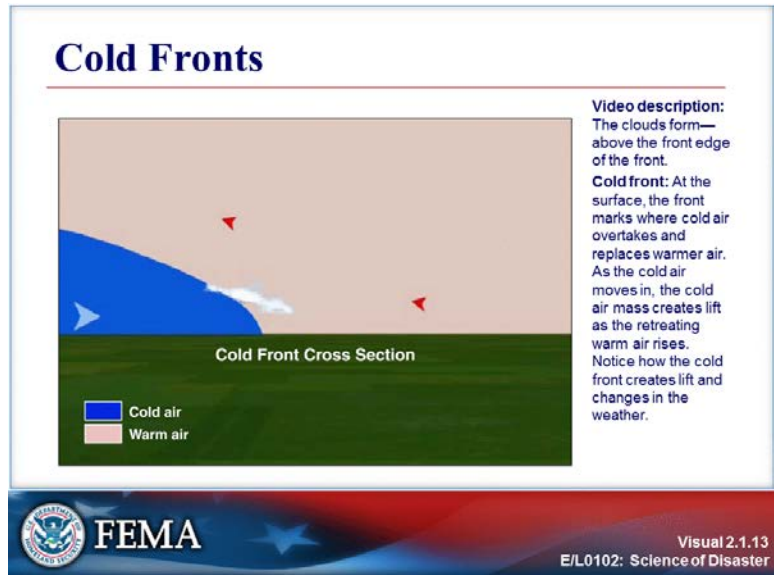 Cold Fronts
Video description:
The clouds form—
above the front edge
of the front.
Cold front: At the
surface, the front
marks where cold air
overtakes and
replaces warmer air.
As the cold air
moves in, the cold
air mass creates lift
as the retreating
warm air rises.
Notice how the cold
front creates lift and
changes in the
weather.
Cold Front Cross Section
Cold air
Warm air
U.S. DEPARTMENT OF
HOMELAND SECURITY
FEMA
Visual 2.1.13
E/L0102: Science of Disaster